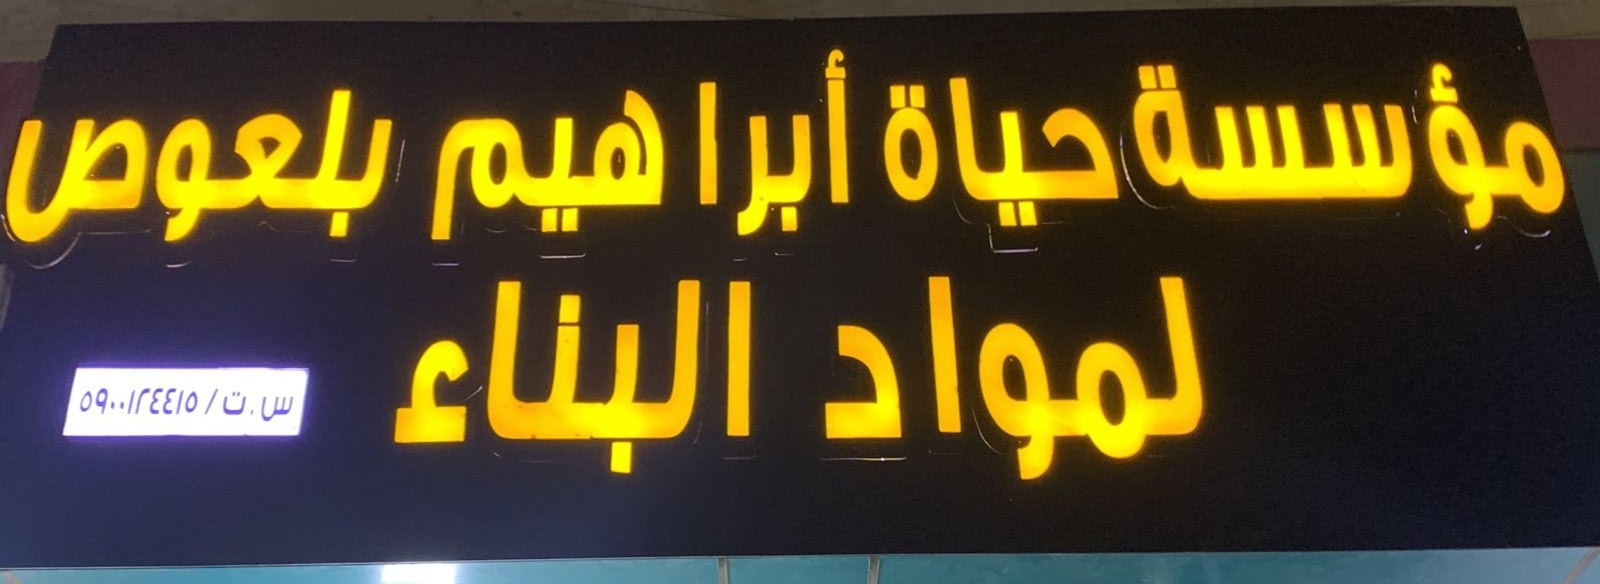 مؤسسة حياة أبراهيم بلعوص
لمواد البناء
س.ت / ٥٩٠٠١٢٤٤١٥